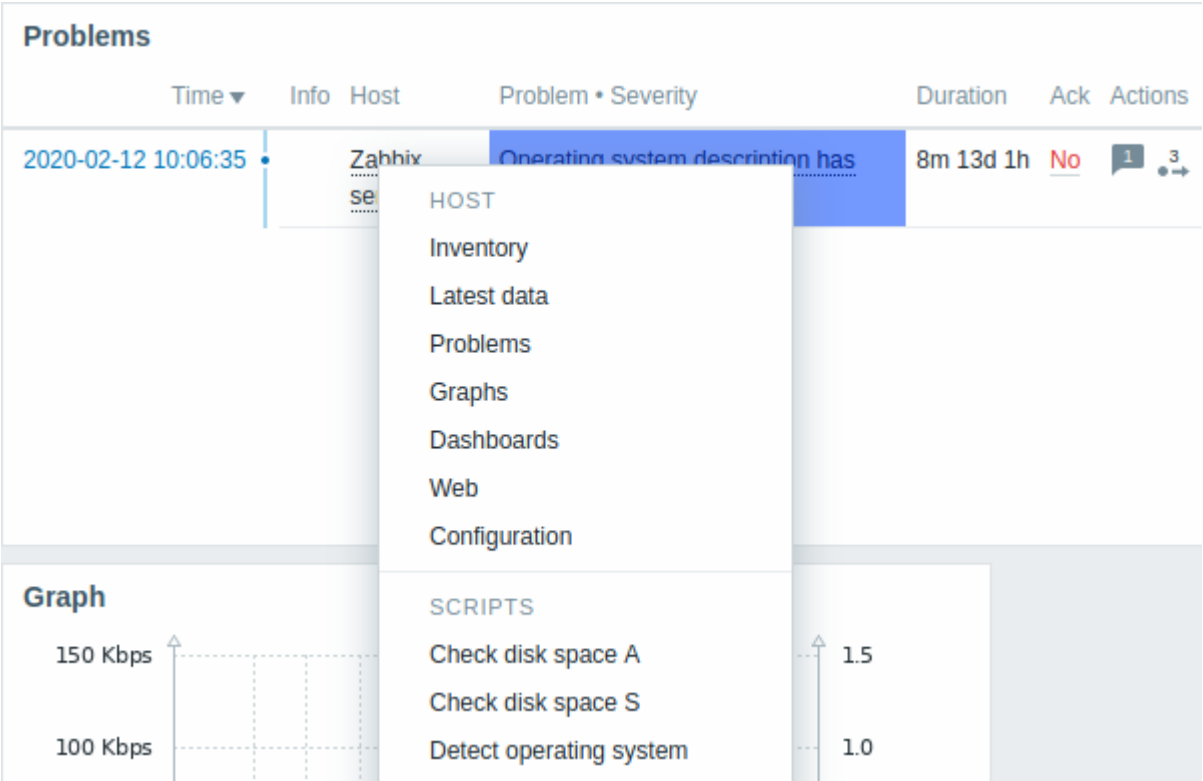 Problems
Time ▼ Info Host Problem • Severity Duration Ack Actions
2020-02-12 10:06:35 Zabbix Operating system description has 8m 13d 1h No 1 3
HOST
Inventory
Latest data
Problems
Graphs
Dashboards
Web
Configuration
Graph
SCRIPTS
150 Kbps Check disk space A 1.5
Check disk space S
100 Kbps Detect operating system 1.0